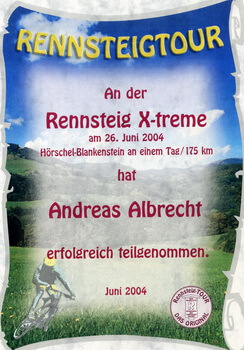 RENNSTEIGTOUR
An der
Rennsteig X-treme
am 26. Juni 2004
Hörschel-Blankenstein an einem Tag/175 km
hat
Andreas Albrecht
erfolgreich teilgenommen.
Juni 2004
Rennsteig-TOUR
DAS ORIGINAL